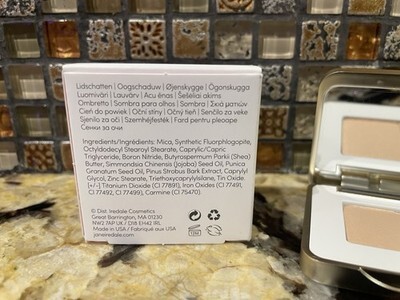 Lidschatten | Oogschaduw | Øjenskygge | Ögonskugga
Luomiväri | Lauvärv | Acu ēnas | Šešėliai akims
Ombretto | Sombra para olhos | Sombra | Σκιά ματιών
Cień do powiek | Oční stíny | Očný tieň | Senčilo za veke
Sjenila za oči | Szemhéjfesték | Fard pentru pleoape
Сенки за очи
Ingredients/Ingrédients: Mica, Synthetic Fluorphlogopite,
Octyldodecyl Stearoyl Stearate, Caprylic/Capric
Triglyceride, Boron Nitride, Butyrospermum Parkii (Shea)
Butter, Simmondsia Chinensis (Jojoba) Seed Oil, Punica
Granatum Seed Oil, Pinus Strobus Bark Extract, Caprylyl
Glycol, Zinc Stearate, Triethoxycaprylylsilane, Tin Oxide.
[+/-] Titanium Dioxide (CI 77891), Iron Oxides (CI 77491,
CI 77492, CI 77499), Carmine (CI 75470)
© Dist. Iredale Cosmetics
Great Barrington, MA 01230
NW2 7AP UK / D18 EH42 IRL
Made in USA / Fabriqué aux USA
janeiredale.com